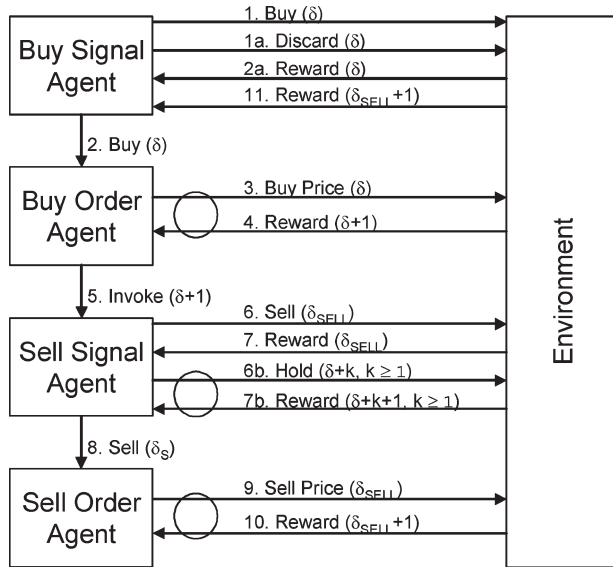 Buy Signal
Agent
1. Buy (δ)
1a. Discard (δ)
2a. Reward (δ)
11. Reward (δSELL+1)
2. Buy (δ)
Buy Order
Agent
3. Buy Price (δ)
4. Reward (δ+1)
5. Invoke (δ+1)
Sell Signal
Agent
6. Sell (δSELL)
7. Reward (δSELL)
6b. Hold (δ+k, k ≥ 1)
7b. Reward (δ+k+1, k ≥ 1)
8. Sell (δS)
Sell Order
Agent
9. Sell Price (δSELL)
10. Reward (δSELL+1)
Environment